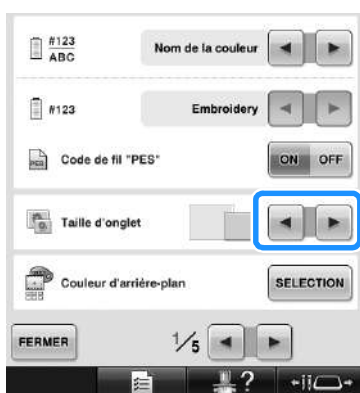 #123
ABC
Nom de la couleur
#123
Embroidery
Code de fil "PES"
ON OFF
Taille d'onglet
Couleur d'arrière-plan
SELECTION
FERMER
1/5
?